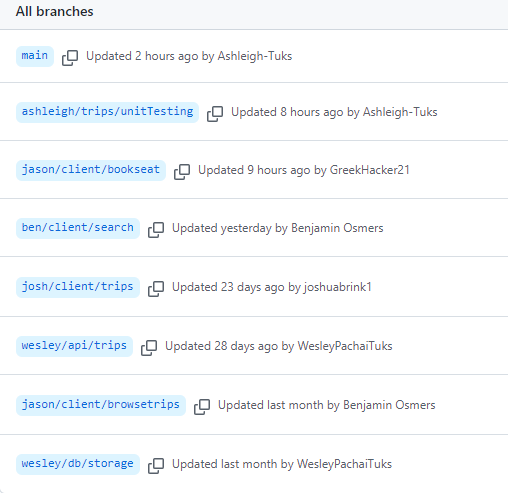 All branches
main Updated 2 hours ago by Ashleigh-Tuks
ashleigh/trips/unitTesting Updated 8 hours ago by Ashleigh-Tuks
jason/client/bookseat Updated 9 hours ago by GreekHacker21
ben/client/search Updated yesterday by Benjamin Osmers
josh/client/trips Updated 23 days ago by joshuabrink1
wesley/api/trips Updated 28 days ago by WesleyPachaiTuks
jason/client/browsetrips Updated last month by Benjamin Osmers
wesley/db/storage Updated last month by WesleyPachaiTuks